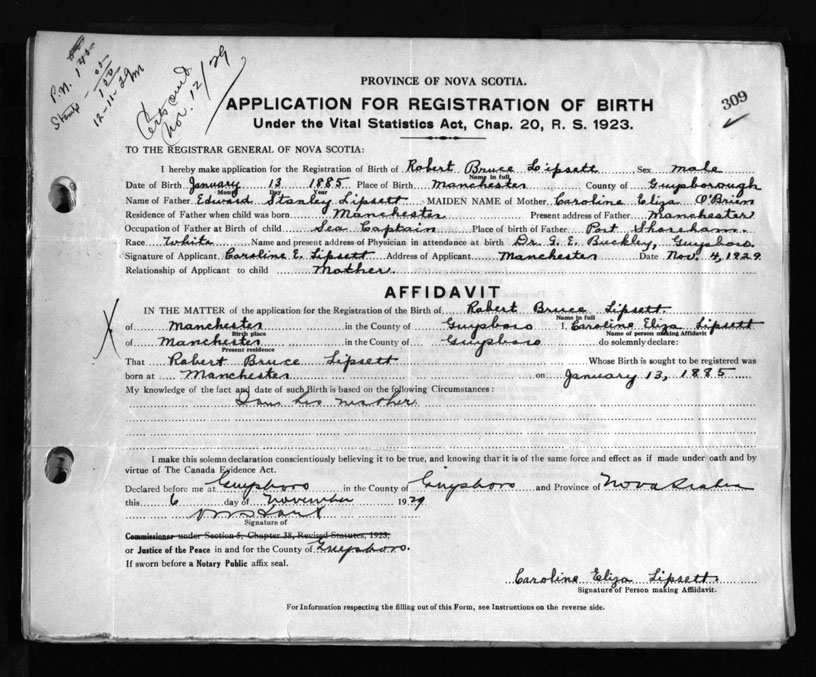 P.N. 140
Stamp -
12-11-29
Certs out
Nov. 12/29
309
PROVINCE OF NOVA SCOTIA.
APPLICATION FOR REGISTRATION OF BIRTH
Under the Vital Statistics Act, Chap. 20, R. S. 1923.
TO THE REGISTRAR GENERAL OF NOVA SCOTIA:
I hereby make application for the Registration of Birth of Robert Bruce Lipsett Sex male
Name in full
Date of Birth January 13 1885 Place of Birth Manchester County of Guysborough
Month Day Year
Name of Father Edward Stanley Lipsett MAIDEN NAME of Mother Caroline Eliza O'Brien
Residence of Father when child was born Manchester Present address of Father Manchester
Occupation of Father at Birth of child Sea Captain Place of birth of Father Port Shoreham.
Race White Name and present address of Physician in attendance at birth Dr. G. E. Buckley, Guysboro.
Signature of Applicant Caroline E. Lipsett Address of Applicant Manchester Date Nov. 4, 1929.
Relationship of Applicant to child Mother.
AFFIDAVIT
IN THE MATTER of the application for the Registration of the Birth of Robert Bruce Lipsett.
Name in full
of Manchester in the County of Guysboro I, Caroline Eliza Lipsett
Birth place Name of person making Affidavit
of Manchester in the County of Guysboro do solemnly declare:
Present residence
That Robert Bruce Lipsett Whose Birth is sought to be registered was
born at Manchester on January 13, 1885
My knowledge of the fact and date of such Birth is based on the following Circumstances:
I am his mother.
I make this solemn declaration conscientiously believing it to be true, and knowing that it is of the same force and effect as if made under oath and by
virtue of The Canada Evidence Act.
Declared before me at Guysboro in the County of Guysboro and Province of Nova Scotia
this 6 day of November 1929
Signature of
Commissioner under Section 5, Chapter 38, Revised Statutes, 1923,
or Justice of the Peace in and for the County of Guysboro.
If sworn before a Notary Public affix seal.
Caroline Eliza Lipsett.
Signature of Person making Affidavit.
For Information respecting the filling out of this Form, see Instructions on the reverse side.